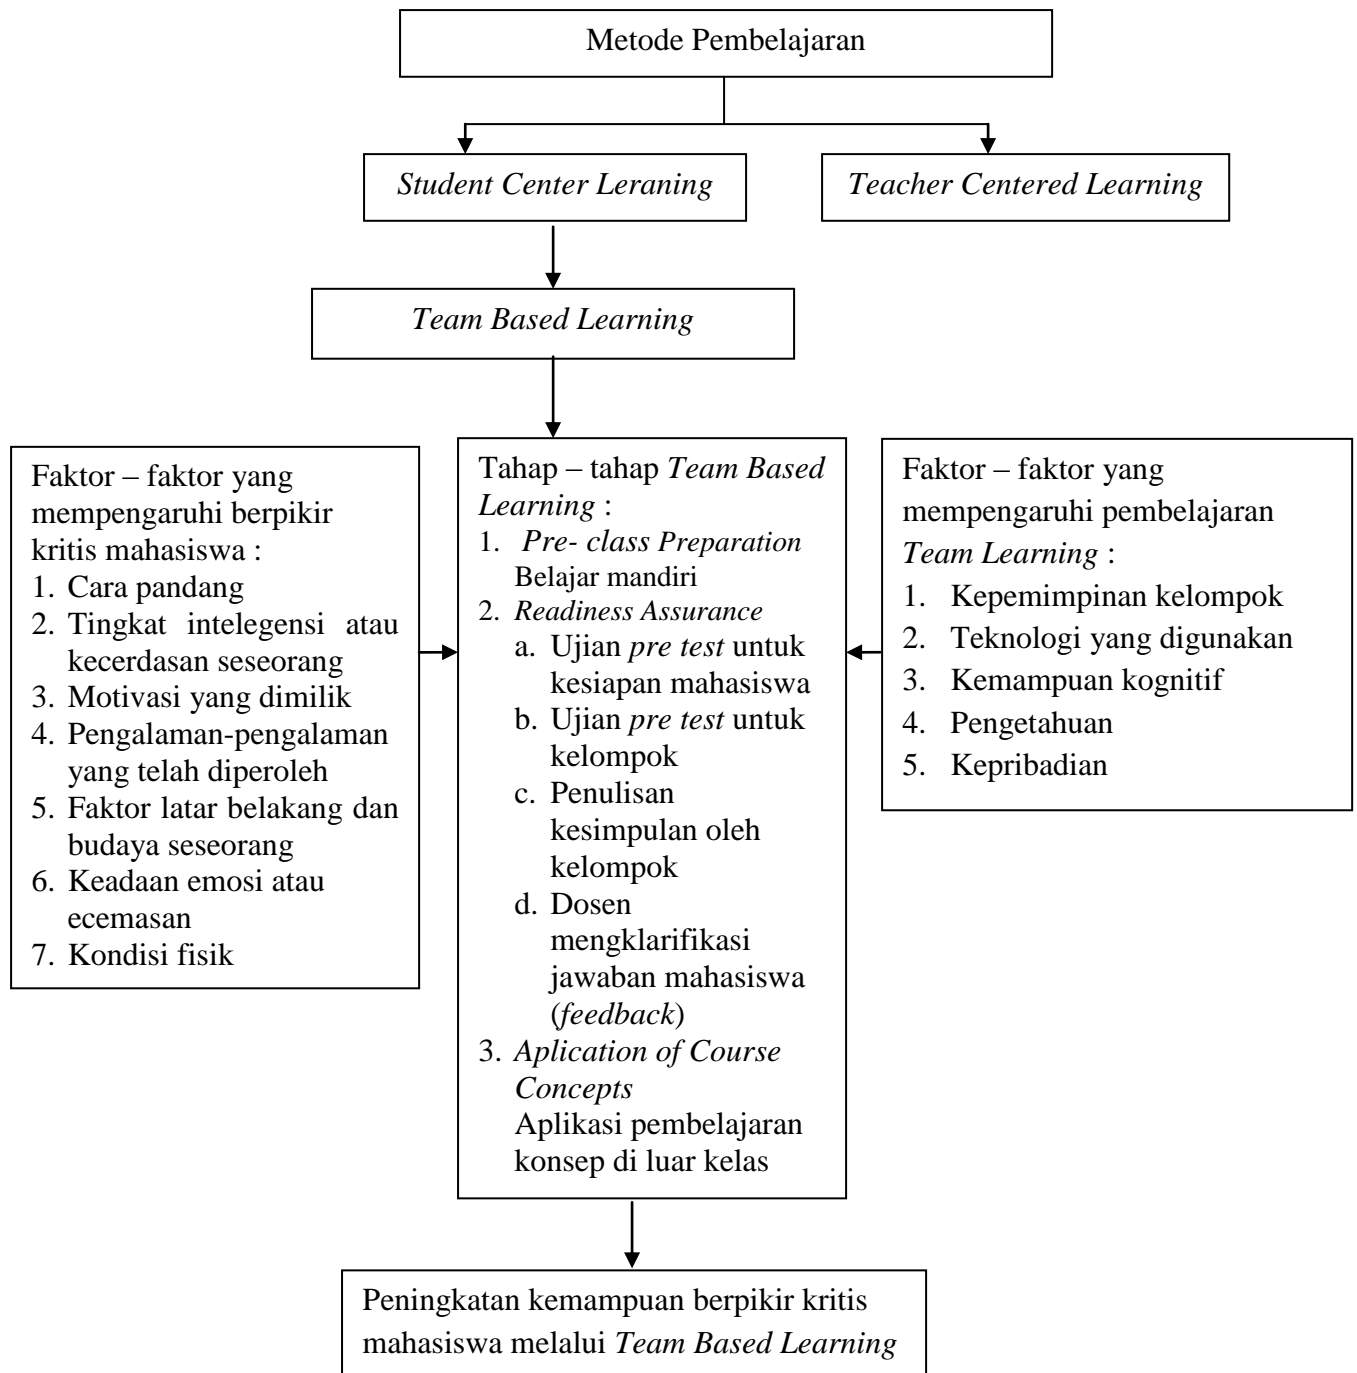 Metode Pembelajaran
Student Center Leraning
Teacher Centered Learning
Team Based Learning
Faktor – faktor yang
mempengaruhi berpikir
kritis mahasiswa :
1. Cara pandang
2. Tingkat intelegensi atau
kecerdasan seseorang
3. Motivasi yang dimilik
4. Pengalaman-pengalaman
yang telah diperoleh
5. Faktor latar belakang dan
budaya seseorang
6. Keadaan emosi atau
ecemasan
7. Kondisi fisik
Tahap – tahap Team Based
Learning :
1. Pre- class Preparation
Belajar mandiri
2. Readiness Assurance
a. Ujian pre test untuk
kesiapan mahasiswa
b. Ujian pre test untuk
kelompok
c. Penulisan
kesimpulan oleh
kelompok
d. Dosen
mengklarifikasi
jawaban mahasiswa
(feedback)
3. Aplication of Course
Concepts
Aplikasi pembelajaran
konsep di luar kelas
Faktor – faktor yang
mempengaruhi pembelajaran
Team Learning :
1. Kepemimpinan kelompok
2. Teknologi yang digunakan
3. Kemampuan kognitif
4. Pengetahuan
5. Kepribadian
Peningkatan kemampuan berpikir kritis
mahasiswa melalui Team Based Learning